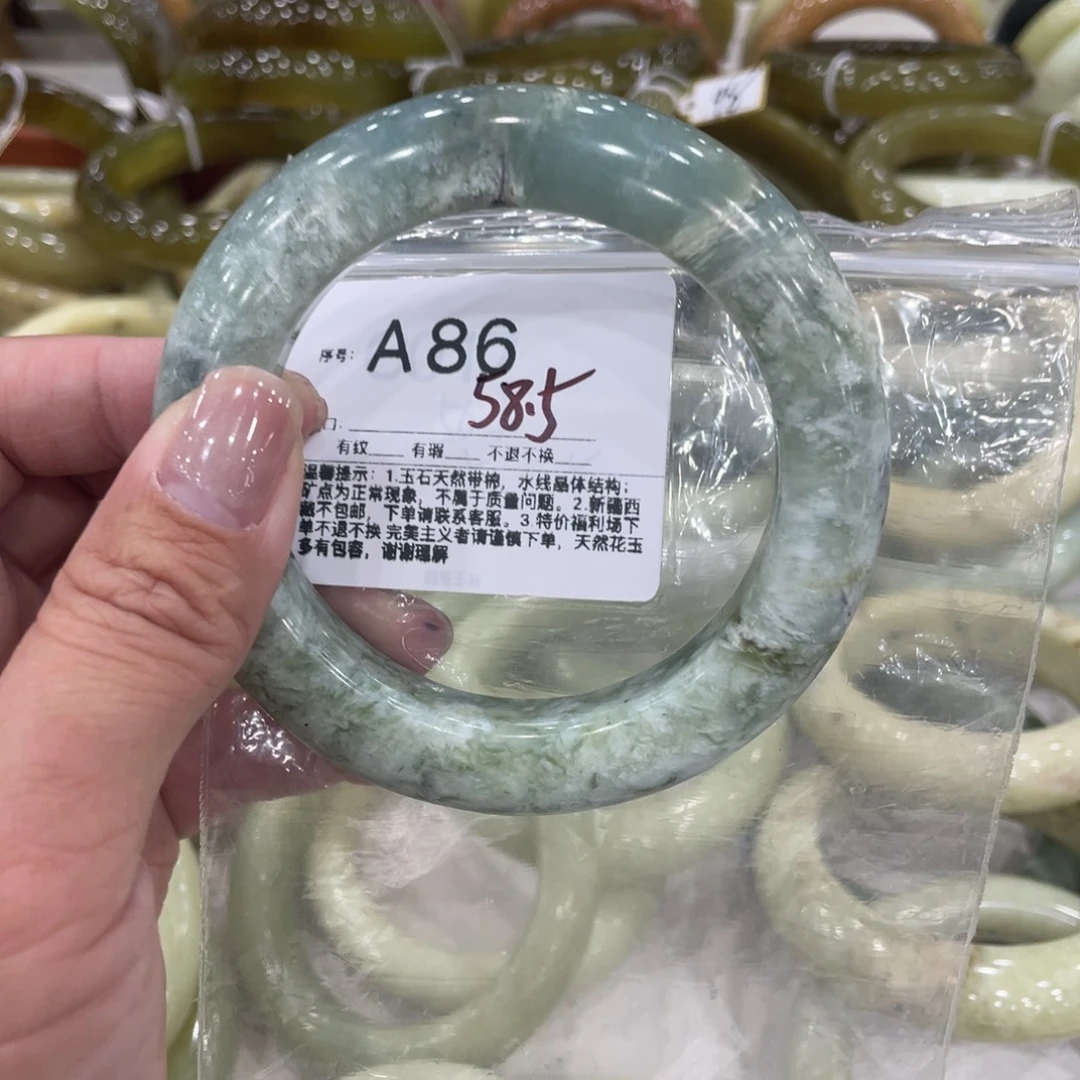 序号: A86
58.5
口.
有纹 有瑕 不退不换
温馨提示: 1.玉石天然带棉, 水线晶体结构;
矿点为正常现象, 不属于质量问题。2.新疆西
藏不包邮, 下单请联系客服。3.特价福利场下
单不退不换 完美主义者请谨慎下单, 天然花玉
多有包容, 谢谢理解